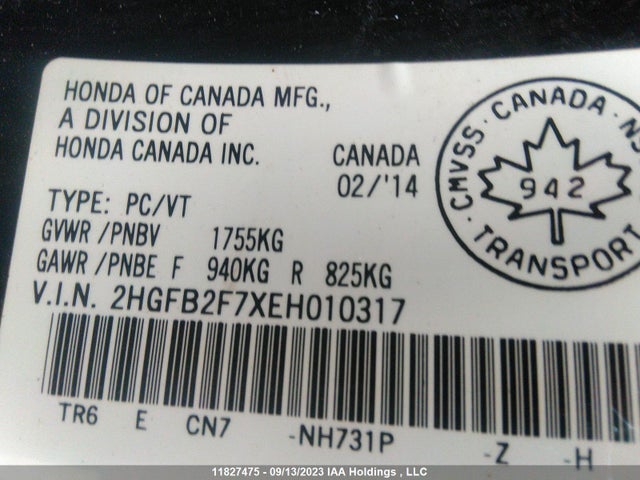 HONDA OF CANADA MFG.,
A DIVISION OF
HONDA CANADA INC.
CANADA
02/'14
TYPE: PC/VT
GVWR/PNBV 1755KG
GAWR/PNBE F 940KG R 825KG
V.I.N. 2HGFB2F7XEH010317
CMVSS · CANADA · NS
942
TRANSPORT
TR6 E CN7 -NH731P -Z -H
11827475 - 09/13/2023 IAA Holdings , LLC